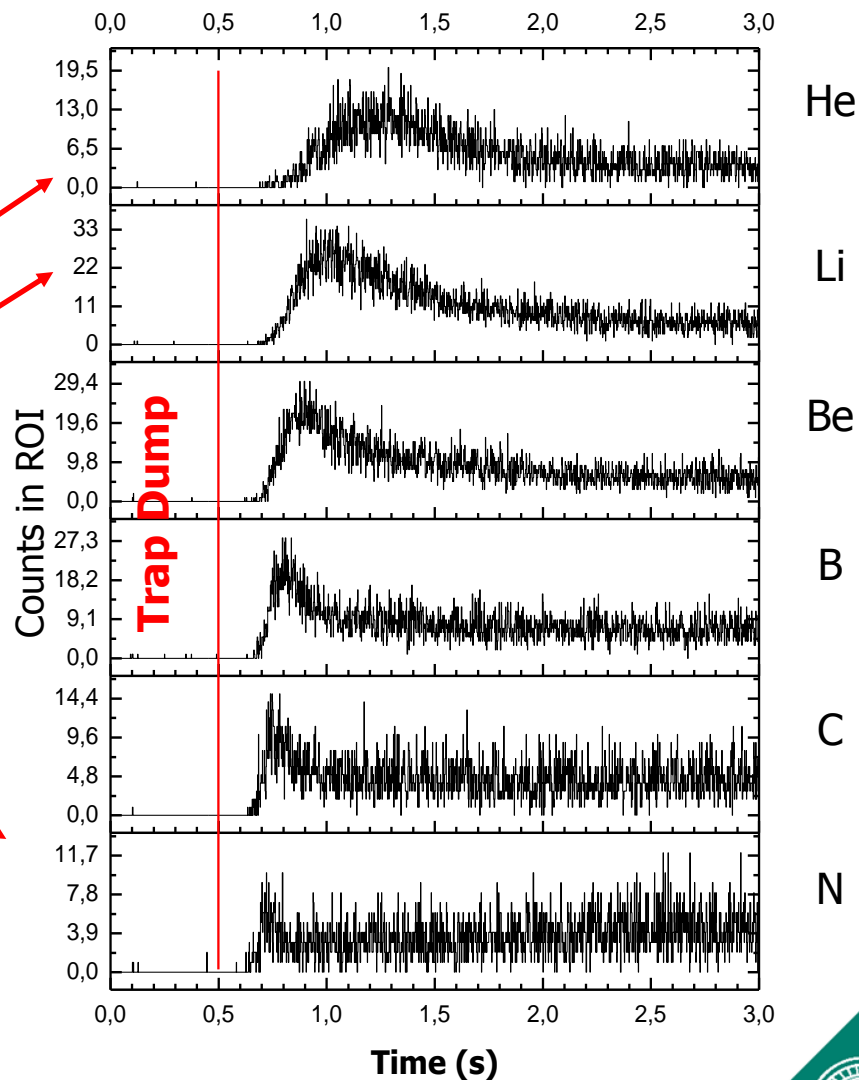 0,0 0,5 1,0 1,5 2,0 2,5 3,0
19,5
13,0
6,5
0,0
He
33
22
11
0
Li
29,4
19,6
9,8
0,0
Be
27,3
18,2
9,1
0,0
B
14,4
9,6
4,8
0,0
C
11,7
7,8
3,9
0,0
N
Counts in ROI
Trap Dump
0,0 0,5 1,0 1,5 2,0 2,5 3,0
Time (s)